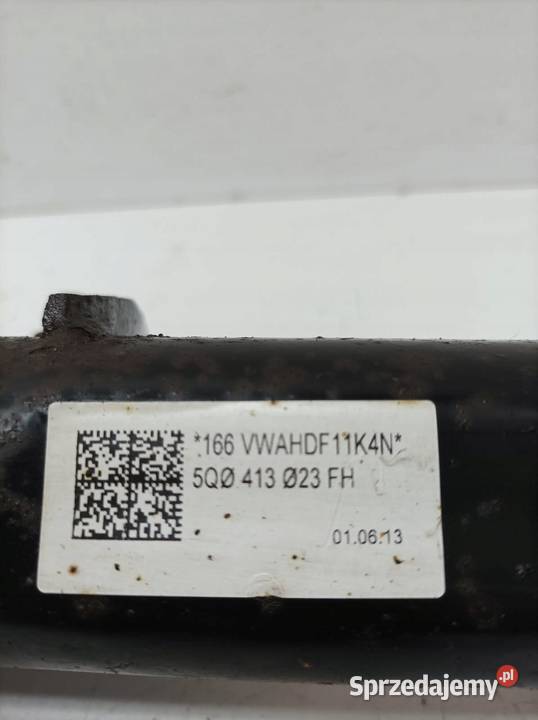 *166 VWAHDF11K4N*
5QØ 413 Ø23 FH
01.06.13
Sprzedajemy.pl